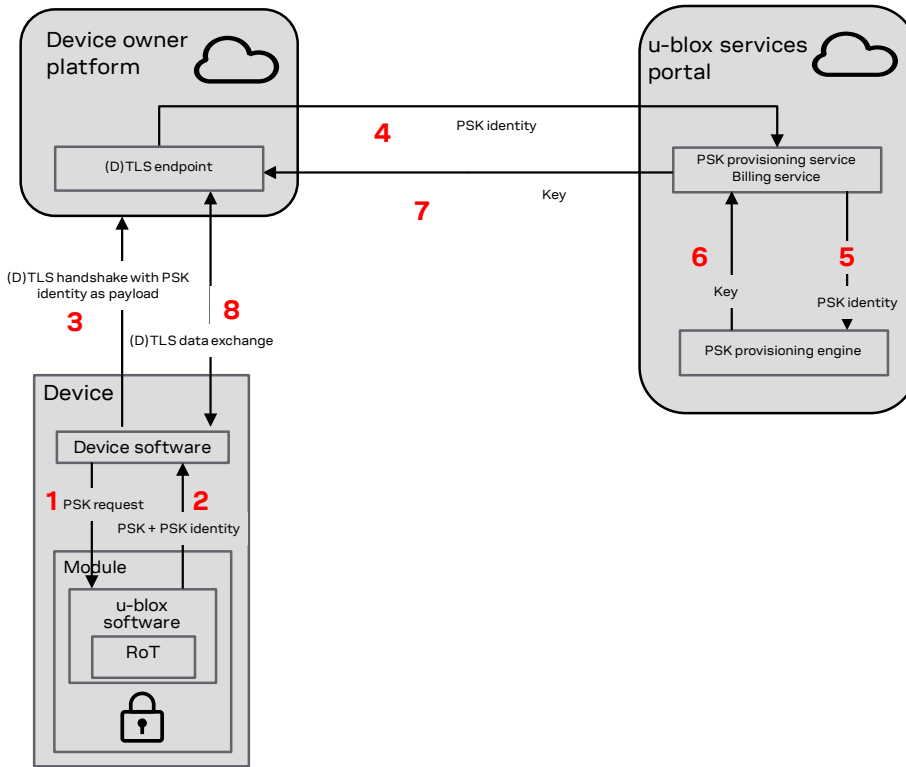 Device owner
platform
u-blox services
portal
4
PSK identity
(D)TLS endpoint
PSK provisioning service
Billing service
7
Key
(D)TLS handshake with PSK
identity as payload
3
8
(D)TLS data exchange
6
Key
5
PSK identity
PSK provisioning engine
Device
Device software
1
PSK request
2
PSK + PSK identity
Module
u-blox
software
RoT